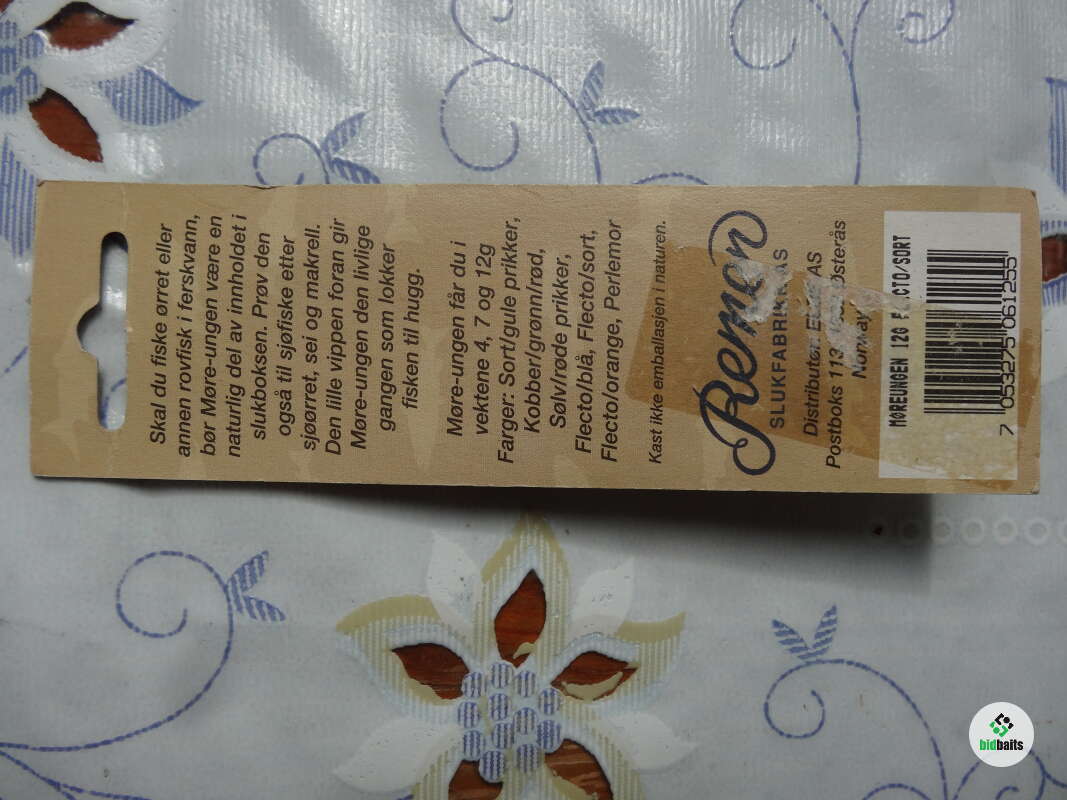 Skal du fiske ørret eller
annen rovfisk i ferskvann,
bør Møre-ungen være en
naturlig del av innholdet i
slukboksen. Prøv den
også til sjøfiske etter
sjøørret, sei og makrell.
Den lille vippen foran gir
Møre-ungen den livlige
gangen som lokker
fisken til hugg.
Møre-ungen får du i
vektene 4, 7 og 12g
Farger: Sort/gule prikker,
Kobber/grønn/rød,
Sølv/røde prikker,
Flecto/blå, Flecto/sort,
Flecto/orange, Perlemor
Kast ikke emballasjen i naturen.
Remen
SLUKFABRIKK AS
Distributør: AS
Postboks 113
Norway
MØREUNGEN 12G FLECTO/SORT
7 053275 061255
bidbaits